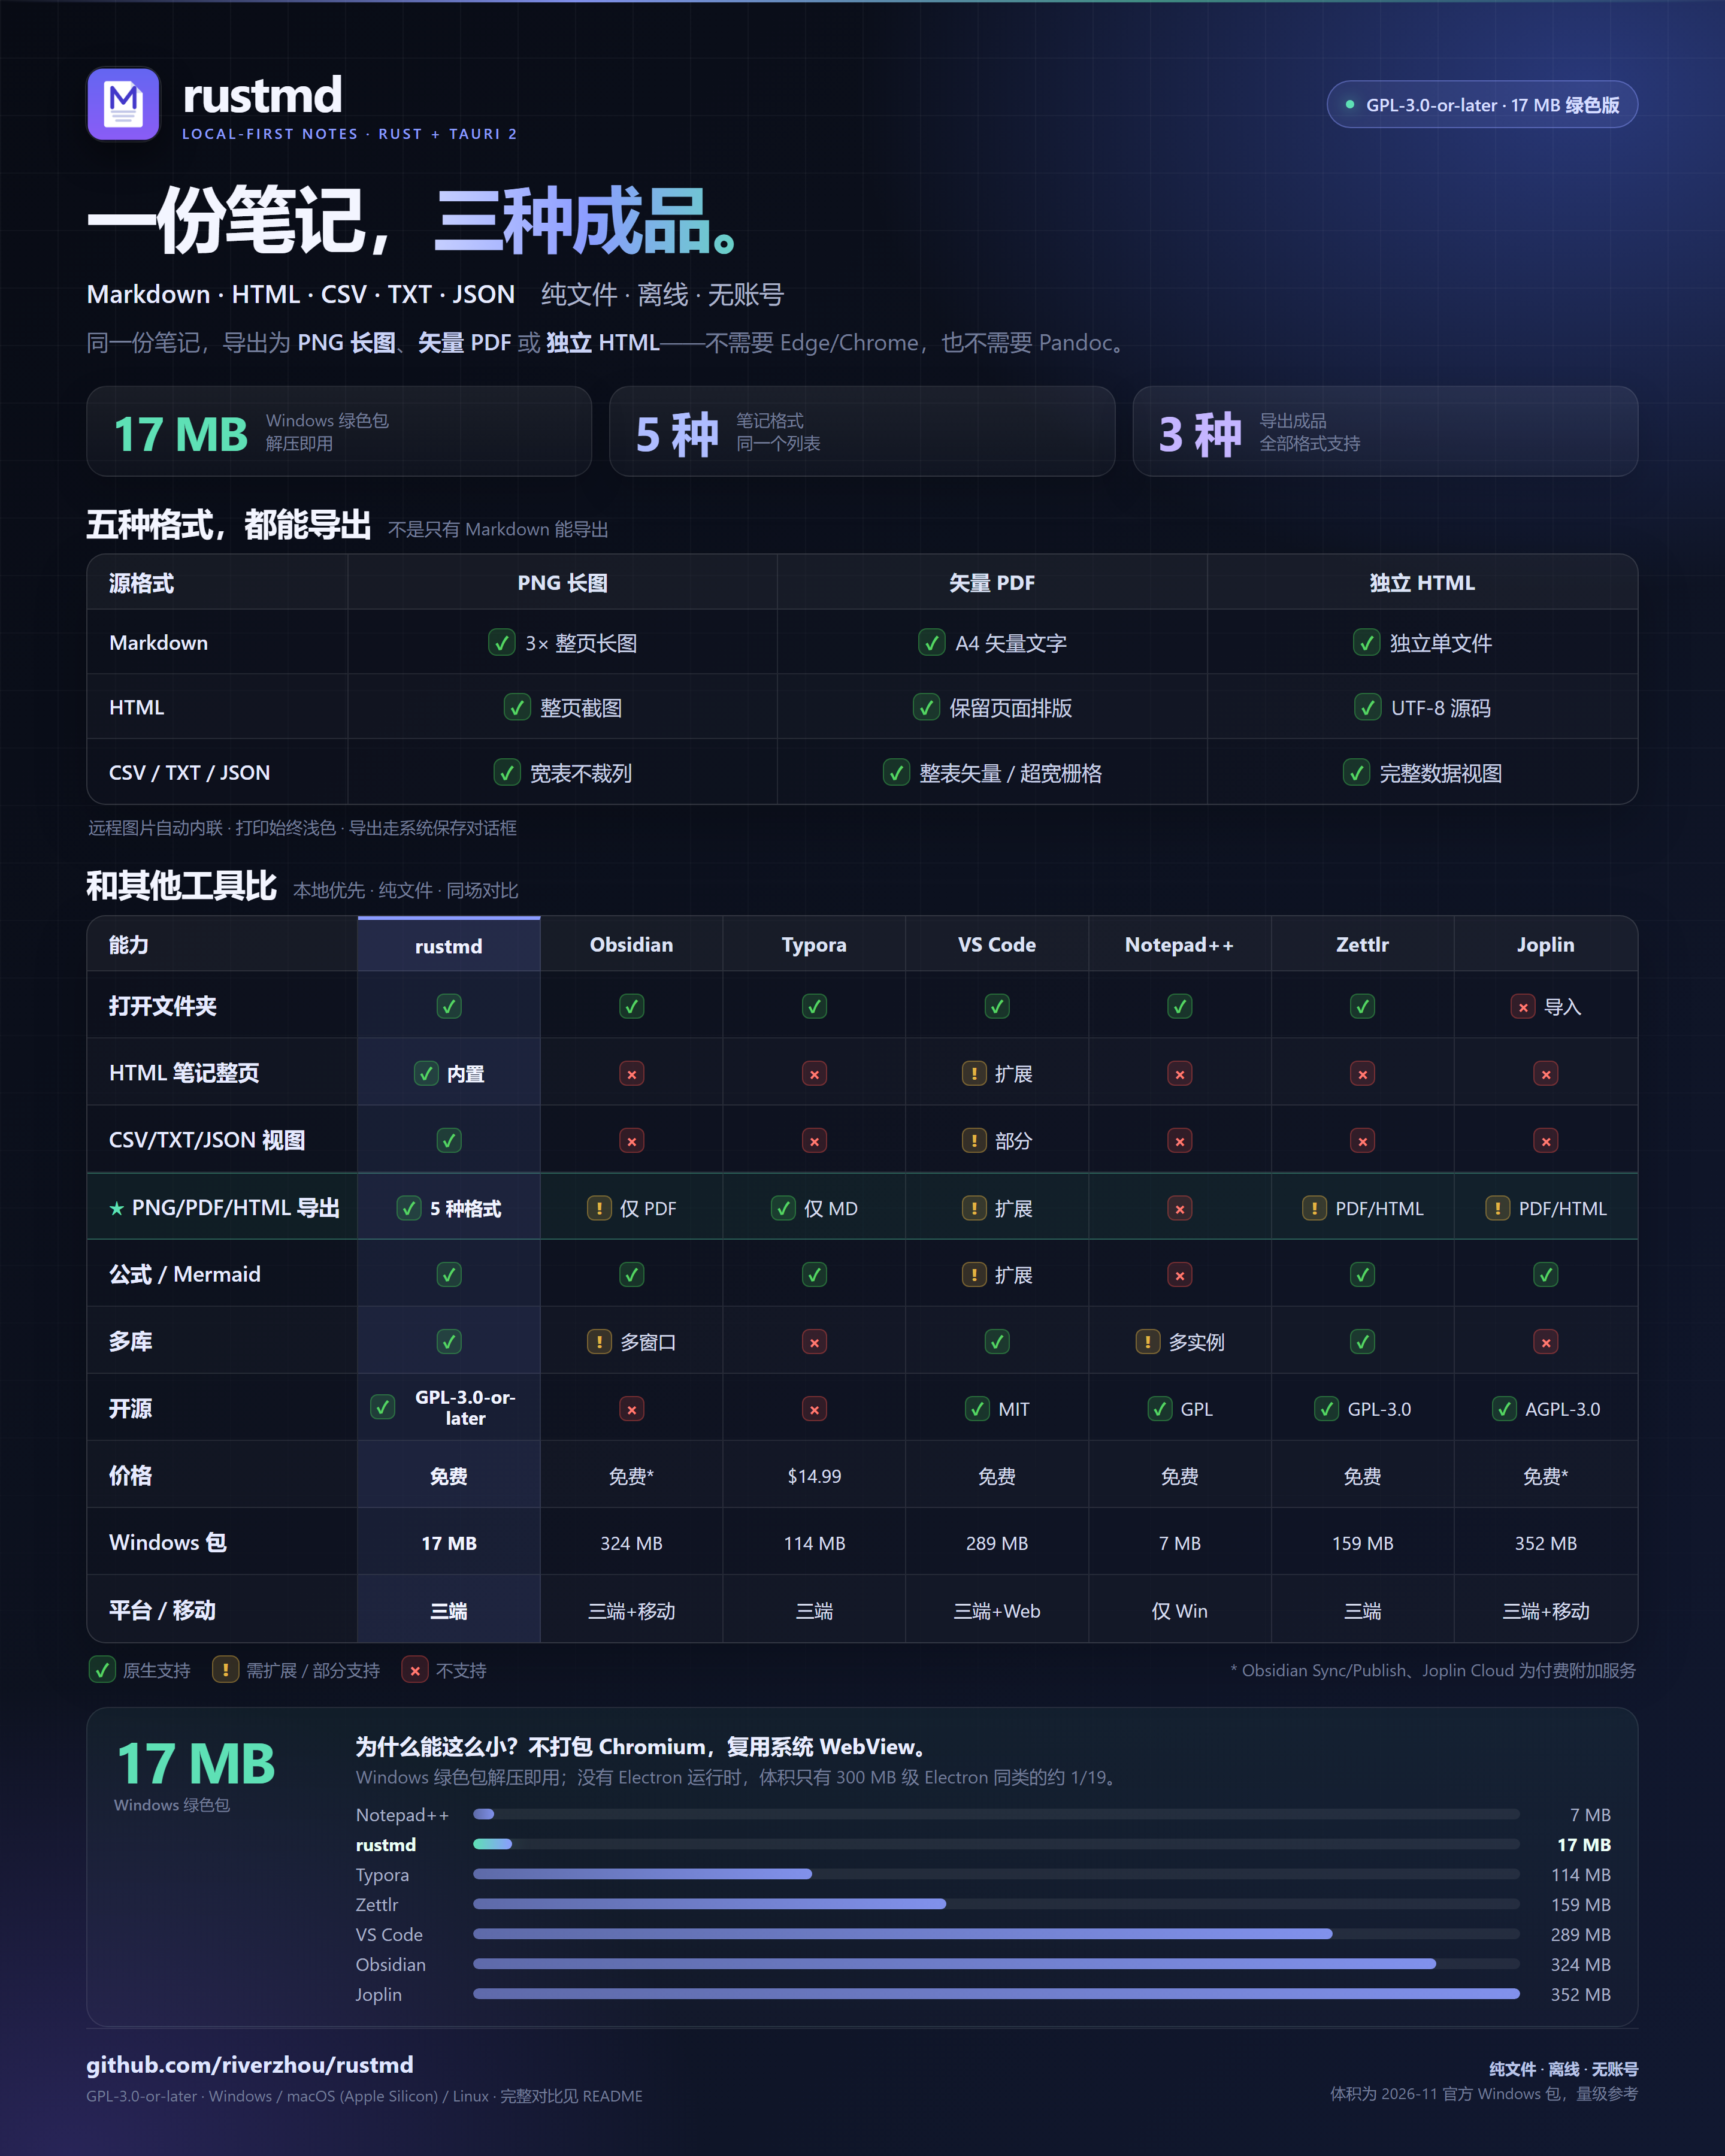 rustmd
LOCAL-FIRST NOTES · RUST + TAURI 2
GPL-3.0-or-later · 17 MB 绿色版
一份笔记，三种成品。
Markdown · HTML · CSV · TXT · JSON 纯文件 · 离线 · 无账号
同一份笔记，导出为 PNG 长图、矢量 PDF 或 独立 HTML——不需要 Edge/Chrome，也不需要 Pandoc。
17 MB
Windows 绿色包
解压即用
5 种
笔记格式
同一个列表
3 种
导出成品
全部格式支持
五种格式，都能导出 不是只有 Markdown 能导出
源格式 PNG 长图 矢量 PDF 独立 HTML
Markdown ✓ 3× 整页长图 ✓ A4 矢量文字 ✓ 独立单文件
HTML ✓ 整页截图 ✓ 保留页面排版 ✓ UTF-8 源码
CSV / TXT / JSON ✓ 宽表不裁列 ✓ 整表矢量 / 超宽栅格 ✓ 完整数据视图
远程图片自动内联 · 打印始终浅色 · 导出走系统保存对话框
和其他工具比 本地优先 · 纯文件 · 同场对比
能力 rustmd Obsidian Typora VS Code Notepad++ Zettlr Joplin
打开文件夹 ✓ ✓ ✓ ✓ ✓ ✓ × 导入
HTML 笔记整页 ✓ 内置 × × ! 扩展 × × ×
CSV/TXT/JSON 视图 ✓ × × ! 部分 × × ×
★ PNG/PDF/HTML 导出 ✓ 5 种格式 ! 仅 PDF ✓ 仅 MD ! 扩展 × ! PDF/HTML ! PDF/HTML
公式 / Mermaid ✓ ✓ ✓ ! 扩展 × ✓ ✓
多库 ✓ ! 多窗口 × ✓ ! 多实例 ✓ ×
开源 ✓ GPL-3.0-or-later × × ✓ MIT ✓ GPL ✓ GPL-3.0 ✓ AGPL-3.0
价格 免费 免费* $14.99 免费 免费 免费 免费*
Windows 包 17 MB 324 MB 114 MB 289 MB 7 MB 159 MB 352 MB
平台 / 移动 三端 三端+移动 三端 三端+Web 仅 Win 三端 三端+移动
✓ 原生支持 ! 需扩展 / 部分支持 × 不支持
* Obsidian Sync/Publish、Joplin Cloud 为付费附加服务
17 MB
Windows 绿色包
为什么能这么小？不打包 Chromium，复用系统 WebView。
Windows 绿色包解压即用；没有 Electron 运行时，体积只有 300 MB 级 Electron 同类的约 1/19。
Notepad++ 7 MB
rustmd 17 MB
Typora 114 MB
Zettlr 159 MB
VS Code 289 MB
Obsidian 324 MB
Joplin 352 MB
github.com/riverzhou/rustmd
GPL-3.0-or-later · Windows / macOS (Apple Silicon) / Linux · 完整对比见 README
纯文件 · 离线 · 无账号
体积为 2026-11 官方 Windows 包，量级参考